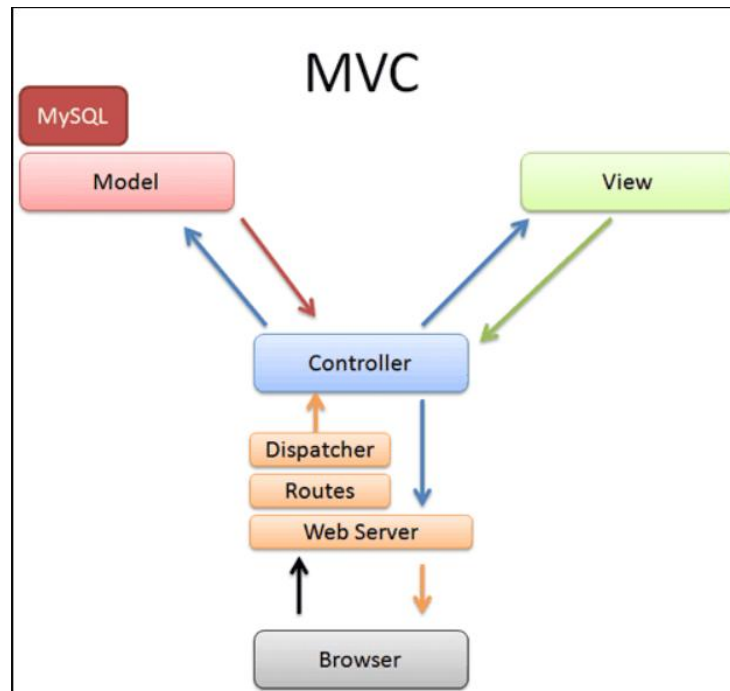 MVC
MySQL
Model
View
Controller
Dispatcher
Routes
Web Server
Browser